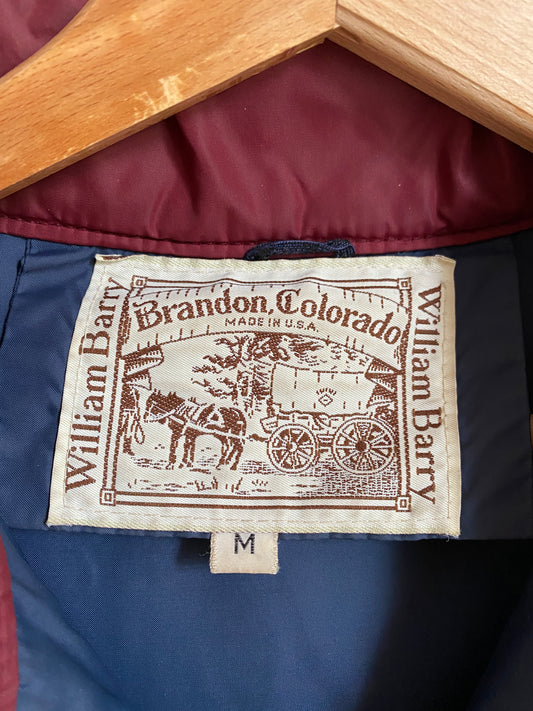 Brandon, Colorado
MADE IN U.S.A.
William Barry
William Barry
M